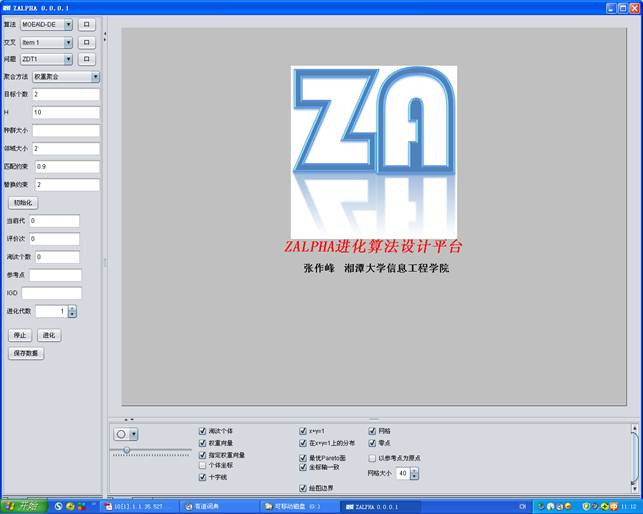 ZALPHA 0.0.0.1
算法 MOEA\D-DE 口
交叉 Item 1 口
问题 ZDT1 口
聚合方法 权重聚合
目标个数 2
H 10
种群大小
邻域大小 2
匹配约束 0.9
替换约束 2
初始化
当前代 0
评价次 0
淘汰个数 0
参考点
IGD
进化代数 1
停止 进化
保存数据
ZA
ZALPHA进化算法设计平台
张作峰 湘潭大学信息工程学院
淘汰个体 x+y=1 网格
权重向量 在x+y=1上的分布 零点
指定权重向量 最优Pareto面 以参考点为原点
个体坐标 坐标轴一致 网格大小 40
十字线 绘图边界
开始 10[1].1.1.35.527. 有道词典 可移动磁盘 (G:) ZALPHA 0.0.0.1 CN 11:12